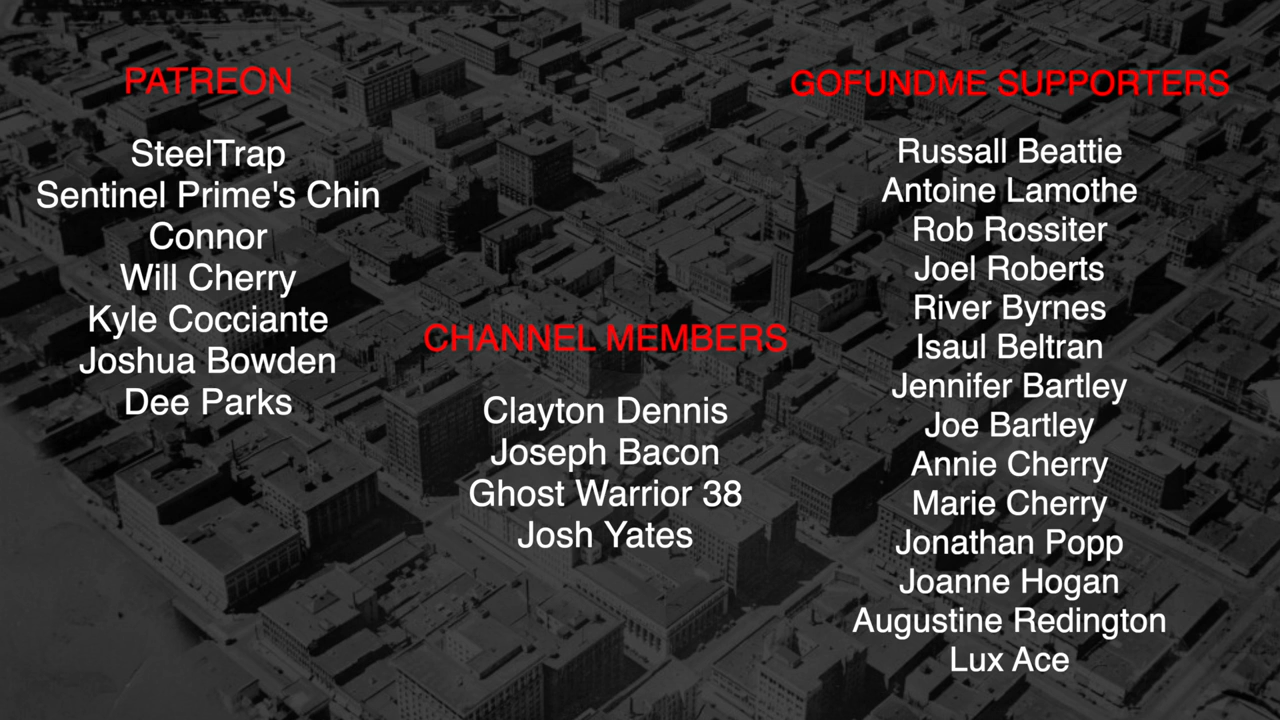 PATREON
SteelTrap
Sentinel Prime's Chin
Connor
Will Cherry
Kyle Cocciante
Joshua Bowden
Dee Parks
CHANNEL MEMBERS
Clayton Dennis
Joseph Bacon
Ghost Warrior 38
Josh Yates
GOFUNDME SUPPORTERS
Russall Beattie
Antoine Lamothe
Rob Rossiter
Joel Roberts
River Byrnes
Isaul Beltran
Jennifer Bartley
Joe Bartley
Annie Cherry
Marie Cherry
Jonathan Popp
Joanne Hogan
Augustine Redington
Lux Ace